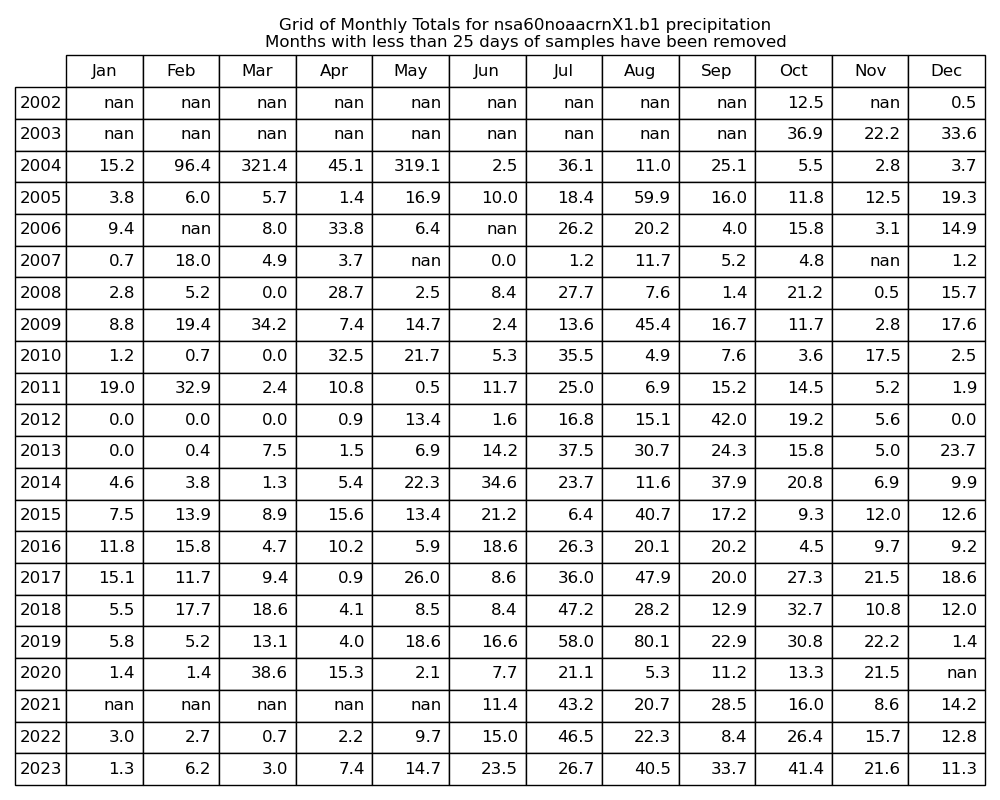 Grid of Monthly Totals for nsa60noaacrnX1.b1 precipitation
Months with less than 25 days of samples have been removed
Jan Feb Mar Apr May Jun Jul Aug Sep Oct Nov Dec
2002 nan nan nan nan nan nan nan nan nan 12.5 nan 0.5
2003 nan nan nan nan nan nan nan nan nan 36.9 22.2 33.6
2004 15.2 96.4 321.4 45.1 319.1 2.5 36.1 11.0 25.1 5.5 2.8 3.7
2005 3.8 6.0 5.7 1.4 16.9 10.0 18.4 59.9 16.0 11.8 12.5 19.3
2006 9.4 nan 8.0 33.8 6.4 nan 26.2 20.2 4.0 15.8 3.1 14.9
2007 0.7 18.0 4.9 3.7 nan 0.0 1.2 11.7 5.2 4.8 nan 1.2
2008 2.8 5.2 0.0 28.7 2.5 8.4 27.7 7.6 1.4 21.2 0.5 15.7
2009 8.8 19.4 34.2 7.4 14.7 2.4 13.6 45.4 16.7 11.7 2.8 17.6
2010 1.2 0.7 0.0 32.5 21.7 5.3 35.5 4.9 7.6 3.6 17.5 2.5
2011 19.0 32.9 2.4 10.8 0.5 11.7 25.0 6.9 15.2 14.5 5.2 1.9
2012 0.0 0.0 0.0 0.9 13.4 1.6 16.8 15.1 42.0 19.2 5.6 0.0
2013 0.0 0.4 7.5 1.5 6.9 14.2 37.5 30.7 24.3 15.8 5.0 23.7
2014 4.6 3.8 1.3 5.4 22.3 34.6 23.7 11.6 37.9 20.8 6.9 9.9
2015 7.5 13.9 8.9 15.6 13.4 21.2 6.4 40.7 17.2 9.3 12.0 12.6
2016 11.8 15.8 4.7 10.2 5.9 18.6 26.3 20.1 20.2 4.5 9.7 9.2
2017 15.1 11.7 9.4 0.9 26.0 8.6 36.0 47.9 20.0 27.3 21.5 18.6
2018 5.5 17.7 18.6 4.1 8.5 8.4 47.2 28.2 12.9 32.7 10.8 12.0
2019 5.8 5.2 13.1 4.0 18.6 16.6 58.0 80.1 22.9 30.8 22.2 1.4
2020 1.4 1.4 38.6 15.3 2.1 7.7 21.1 5.3 11.2 13.3 21.5 nan
2021 nan nan nan nan nan 11.4 43.2 20.7 28.5 16.0 8.6 14.2
2022 3.0 2.7 0.7 2.2 9.7 15.0 46.5 22.3 8.4 26.4 15.7 12.8
2023 1.3 6.2 3.0 7.4 14.7 23.5 26.7 40.5 33.7 41.4 21.6 11.3